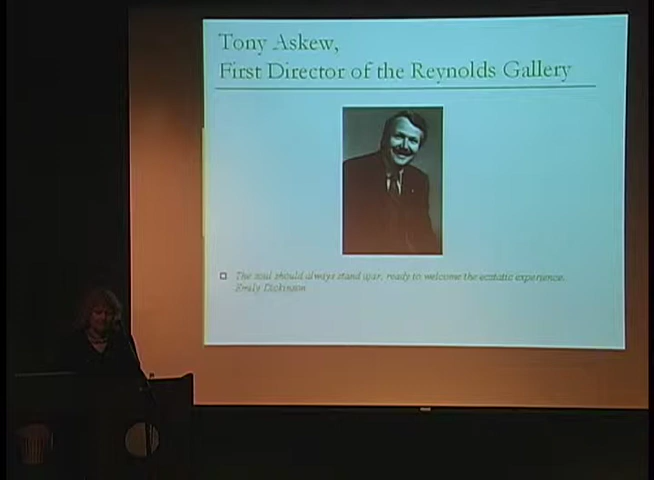 Tony Askew,
First Director of the Reynolds Gallery
The soul should always stand ajar, ready to welcome the ecstatic experience.
Emily Dickinson